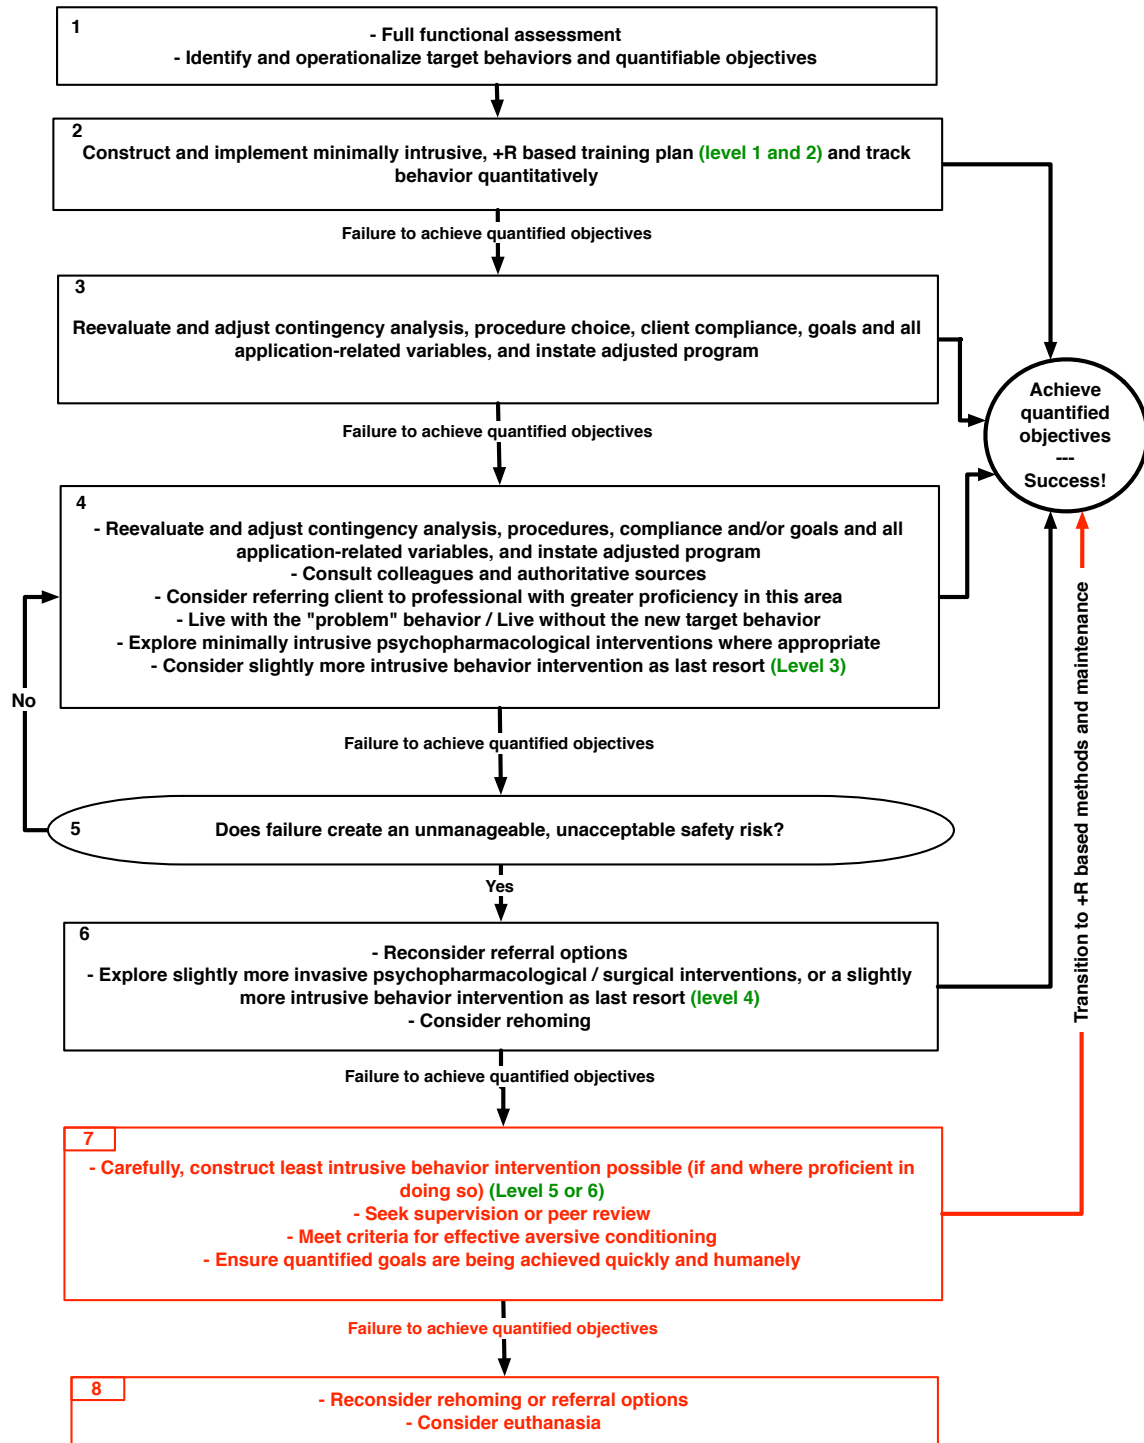 1
- Full functional assessment
- Identify and operationalize target behaviors and quantifiable objectives
2
Construct and implement minimally intrusive, +R based training plan (level 1 and 2) and track
behavior quantitatively
Failure to achieve quantified objectives
3
Reevaluate and adjust contingency analysis, procedure choice, client compliance, goals and all
application-related variables, and instate adjusted program
Achieve
quantified
objectives
---
Success!
Failure to achieve quantified objectives
4
- Reevaluate and adjust contingency analysis, procedures, compliance and/or goals and all
application-related variables, and instate adjusted program
- Consult colleagues and authoritative sources
- Consider referring client to professional with greater proficiency in this area
- Live with the "problem" behavior / Live without the new target behavior
- Explore minimally intrusive psychopharmacological interventions where appropriate
- Consider slightly more intrusive behavior intervention as last resort (Level 3)
No
Failure to achieve quantified objectives
5
Does failure create an unmanageable, unacceptable safety risk?
Yes
Transition to +R based methods and maintenance
6
- Reconsider referral options
- Explore slightly more invasive psychopharmacological / surgical interventions, or a slightly
more intrusive behavior intervention as last resort (level 4)
- Consider rehoming
Failure to achieve quantified objectives
7
- Carefully, construct least intrusive behavior intervention possible (if and where proficient in
doing so) (Level 5 or 6)
- Seek supervision or peer review
- Meet criteria for effective aversive conditioning
- Ensure quantified goals are being achieved quickly and humanely
Failure to achieve quantified objectives
8
- Reconsider rehoming or referral options
- Consider euthanasia